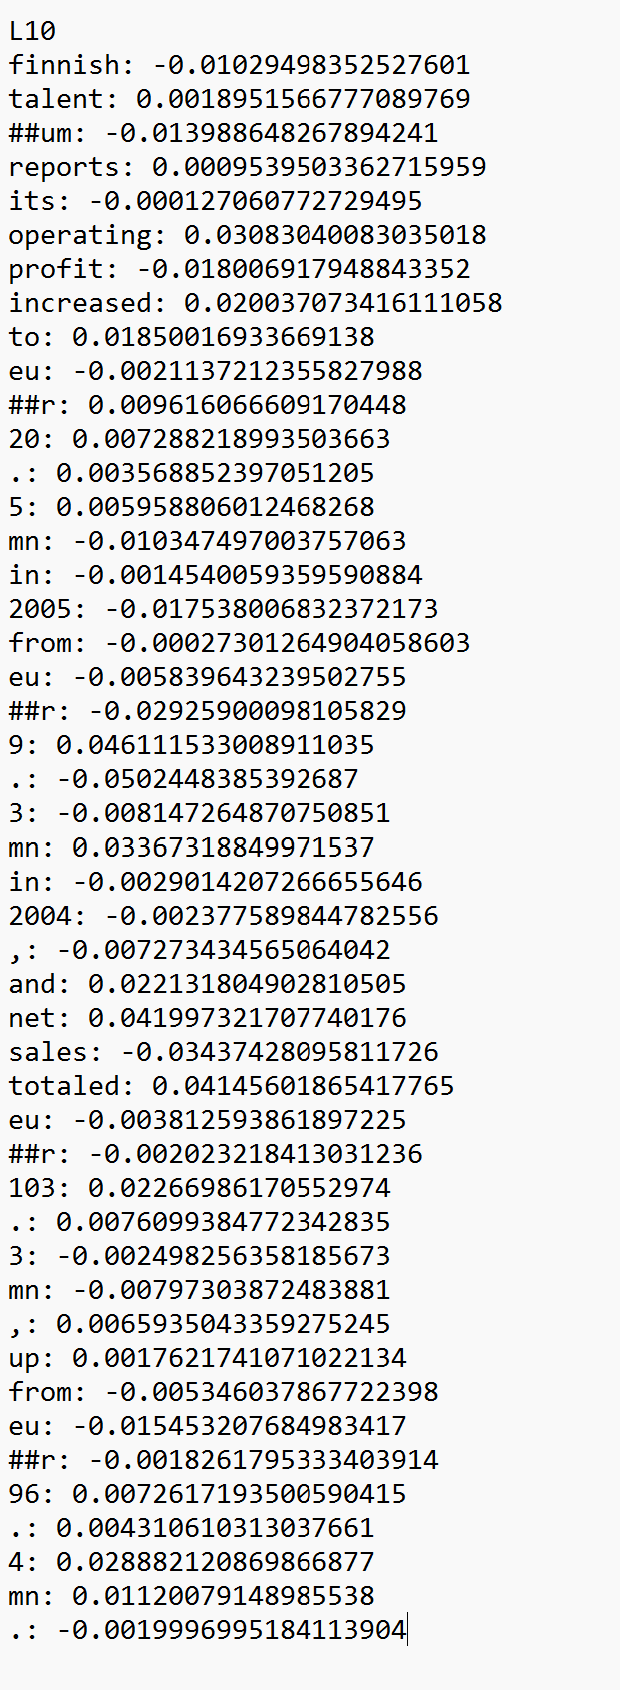 L10
finnish: -0.01029498352527601
talent: 0.0018951566777089769
##um: -0.013988648267894241
reports: 0.0009539503362715959
its: -0.000127060772729495
operating: 0.03083040083035018
profit: -0.018006917948843352
increased: 0.020037073416111058
to: 0.01850016933669138
eu: -0.0021137212355827988
##r: 0.009616066609170448
20: 0.007288218993503663
.: 0.003568852397051205
5: 0.005958806012468268
mn: -0.010347497003757063
in: -0.0014540059359590884
2005: -0.017538006832372173
from: -0.00027301264904058603
eu: -0.005839643239502755
##r: -0.02925900098105829
9: 0.046111533008911035
.: -0.0502448385392687
3: -0.008147264870750851
mn: 0.03367318849971537
in: -0.0029014207266655646
2004: -0.002377589844782556
,: -0.007273434565064042
and: 0.022131804902810505
net: 0.041997321707740176
sales: -0.03437428095811726
totaled: 0.04145601865417765
eu: -0.003812593861897225
##r: -0.002023218413031236
103: 0.02266986170552974
.: 0.0076099384772342835
3: -0.002498256358185673
mn: -0.00797303872483881
,: 0.0065935043359275245
up: 0.0017621741071022134
from: -0.005346037867722398
eu: -0.015453207684983417
##r: -0.0018261795333403914
96: 0.0072617193500590415
.: 0.004310610313037661
4: 0.028882120869866877
mn: 0.01120079148985538
.: -0.0019996995184113904